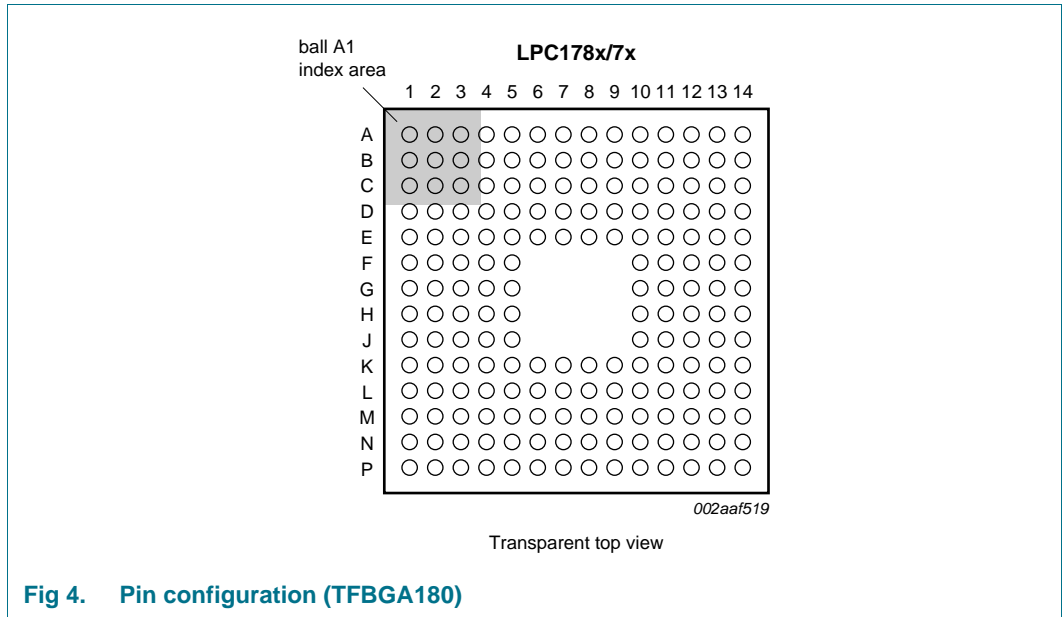 ball A1
index area
LPC178x/7x
1 2 3 4 5 6 7 8 9 10 11 12 13 14
A
B
C
D
E
F
G
H
J
K
L
M
N
P
002aaf519
Transparent top view
Fig 4. Pin configuration (TFBGA180)